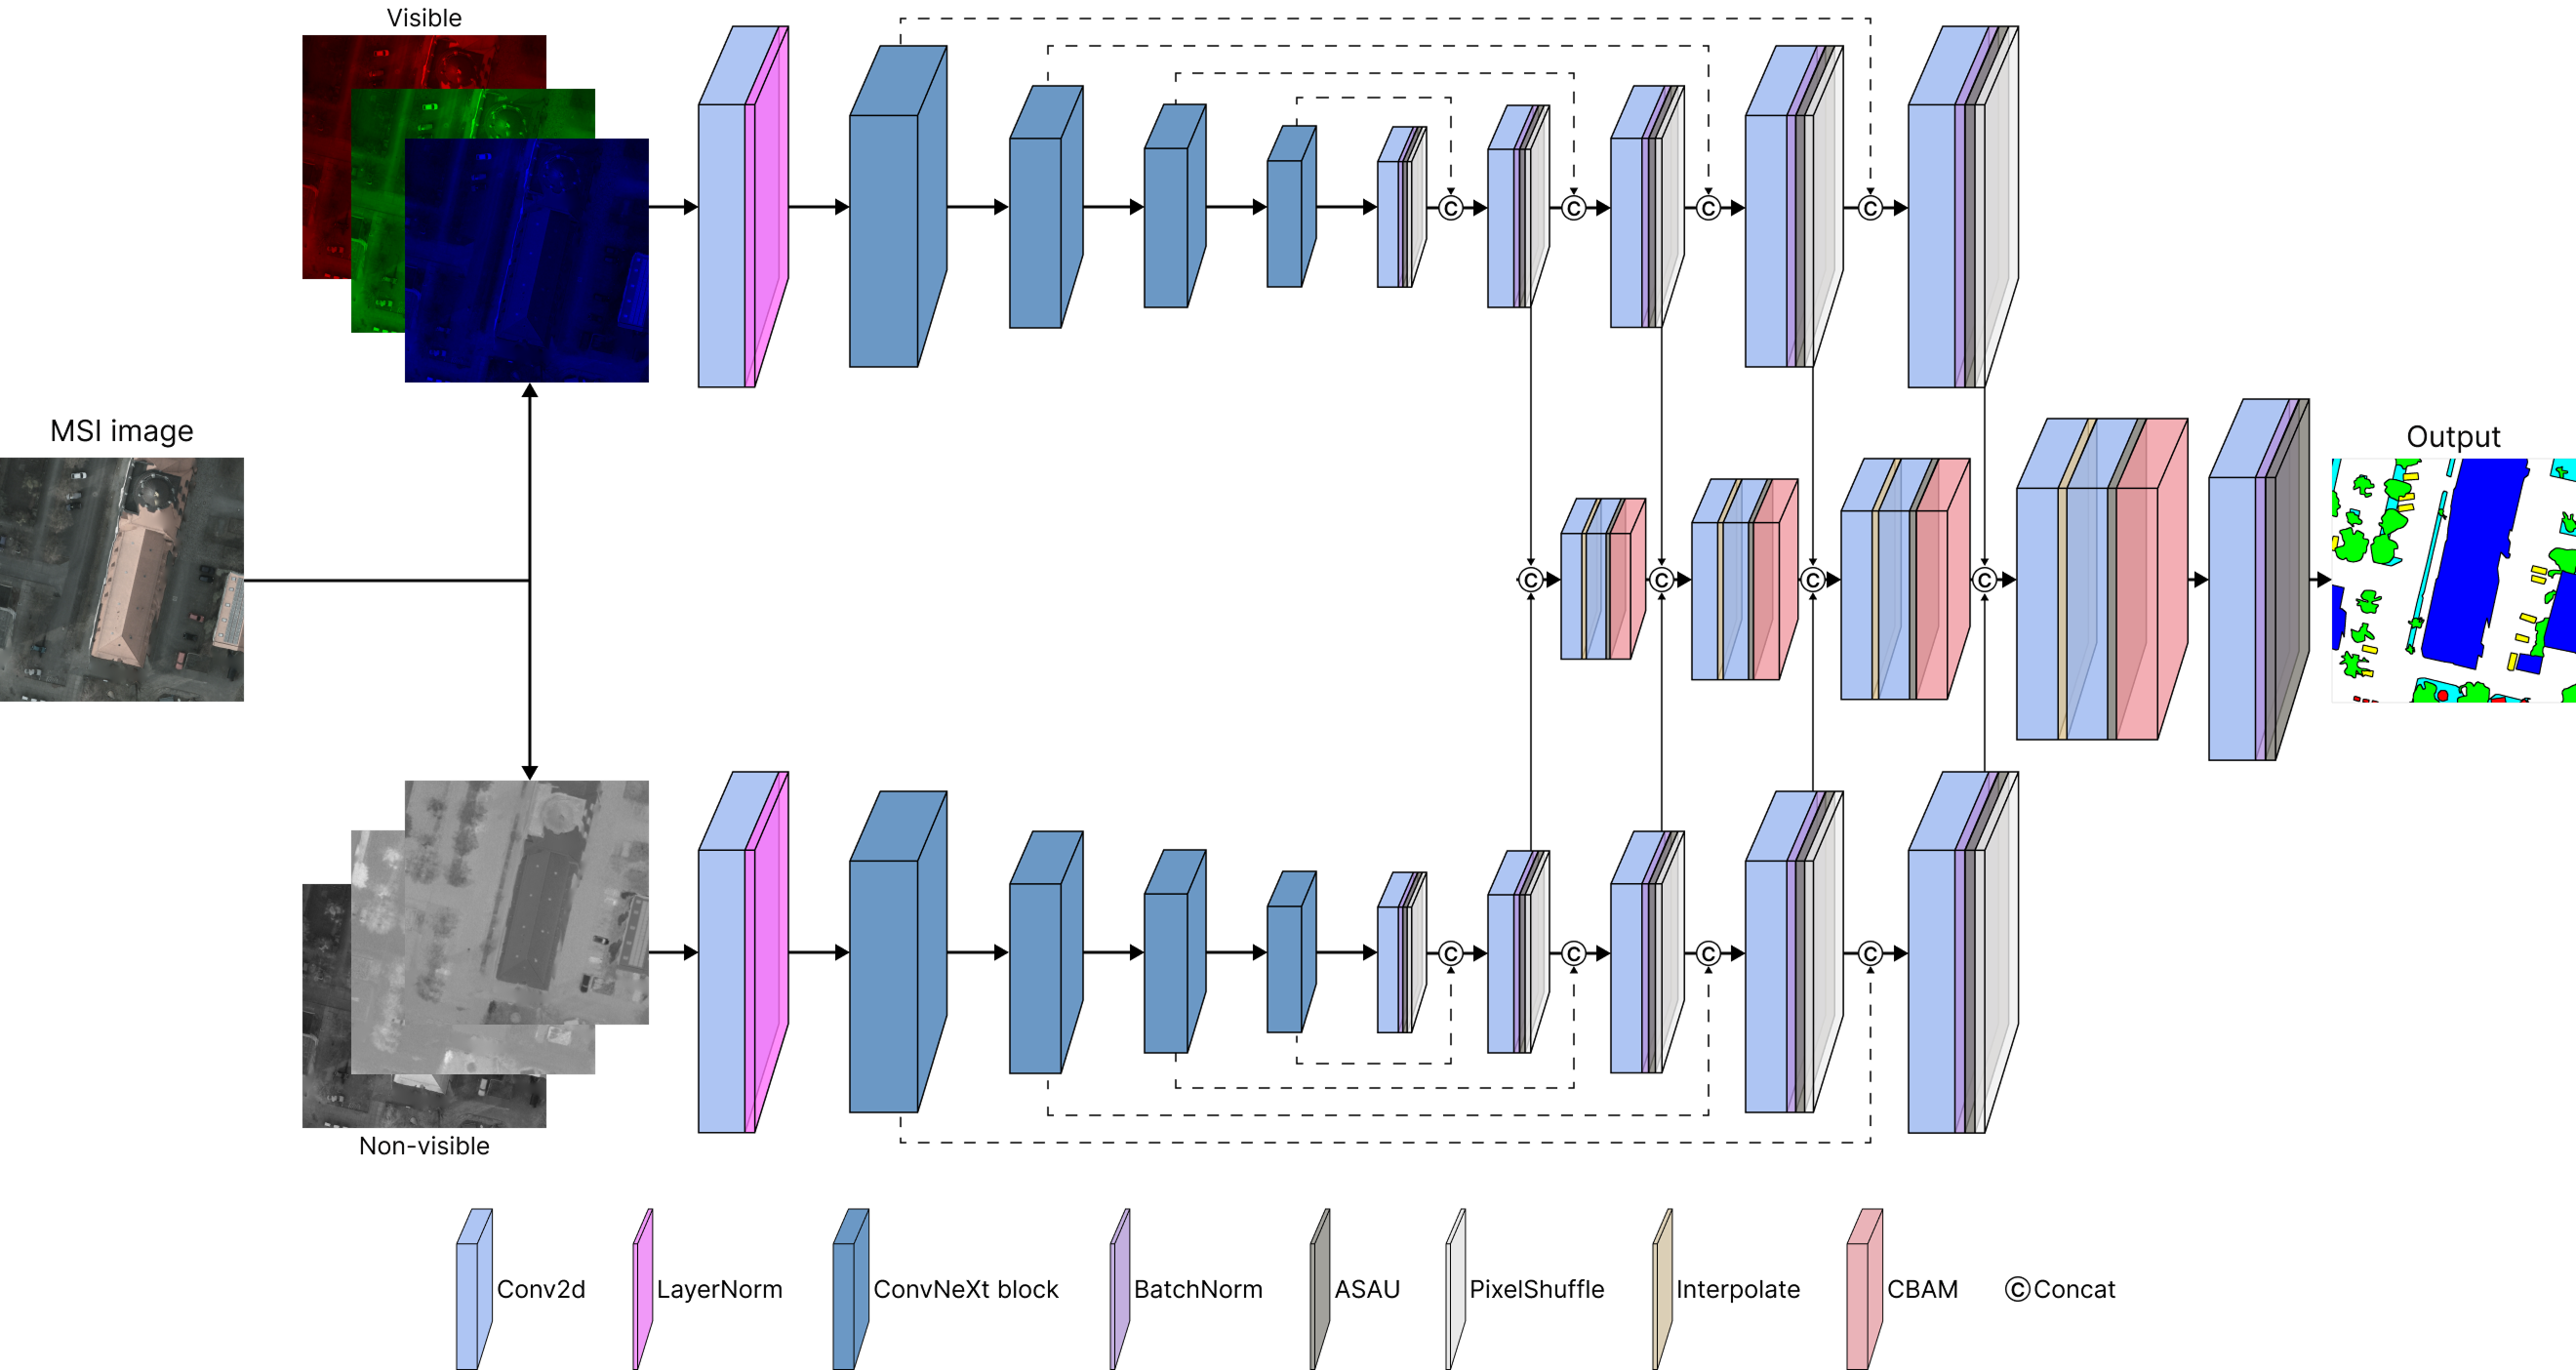 Visible
MSI image
Output
Non-visible
C C C C
C C C C
C C C C
Conv2d
LayerNorm
ConvNeXt block
BatchNorm
ASAU
PixelShuffle
Interpolate
CBAM
C Concat